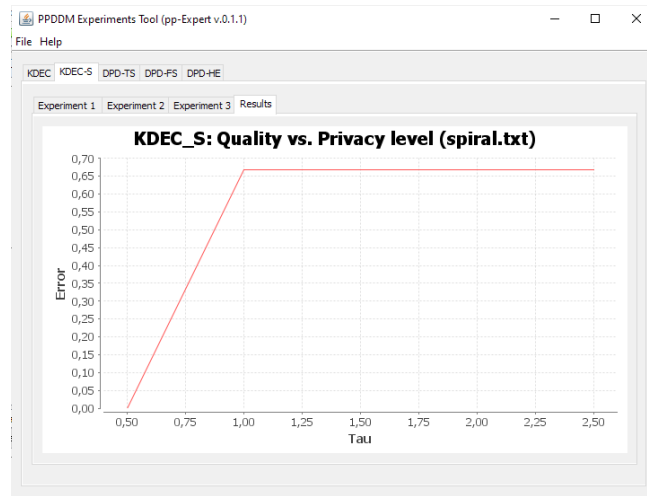 PPDDM Experiments Tool (pp-Expert v.0.1.1)
File Help
KDEC KDEC-S DPD-TS DPD-FS DPD-HE
Experiment 1 Experiment 2 Experiment 3 Results
KDEC_S: Quality vs. Privacy level (spiral.txt)
0,70
0,65
0,60
0,55
0,50
0,45
0,40
0,35
0,30
0,25
0,20
0,15
0,10
0,05
0,00
Error
0,50 0,75 1,00 1,25 1,50 1,75 2,00 2,25 2,50
Tau